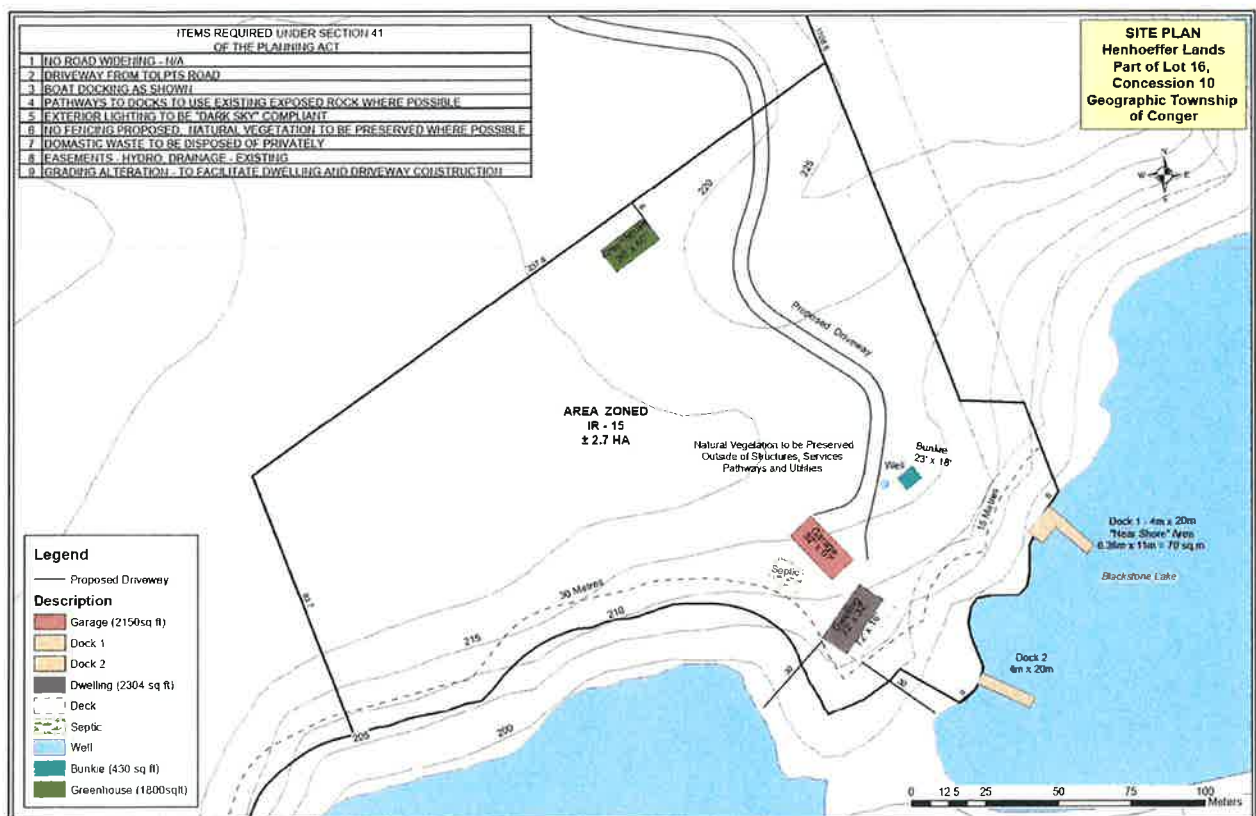 ITEMS REQUIRED UNDER SECTION 41
OF THE PLANNING ACT
1 NO ROAD WIDENING - N/A
2 DRIVEWAY FROM TOLPTS ROAD
3 BOAT DOCKING AS SHOWN
4 PATHWAYS TO DOCKS TO USE EXISTING EXPOSED ROCK WHERE POSSIBLE
5 EXTERIOR LIGHTING TO BE "DARK SKY" COMPLIANT
6 NO FENCING PROPOSED. NATURAL VEGETATION TO BE PRESERVED WHERE POSSIBLE
7 DOMASTIC WASTE TO BE DISPOSED OF PRIVATELY
8 EASEMENTS - HYDRO, DRAINAGE - EXISTING
9 GRADING ALTERATION - TO FACILITATE DWELLING AND DRIVEWAY CONSTRUCTION
SITE PLAN
Henhoeffer Lands
Part of Lot 16,
Concession 10
Geographic Township
of Conger
N
W E
S
220
225
237.6
Proposed Driveway
AREA ZONED
IR - 15
± 2.7 HA
Natural Vegetation to be Preserved
Outside of Structures, Services
Pathways and Utilities
Bunkie
23' x 18'
Well
15 Metres
Garage
Septic
30 Metres
Dock 1 - 4m x 20m
"Near Shore" Area
6.36m x 11m = 70 sq.m
Blackstone Lake
Dock 2
4m x 20m
30
30
215
210
205
200
Legend
Proposed Driveway
Description
Garage (2150sq ft)
Dock 1
Dock 2
Dwelling (2304 sq ft)
Deck
Septic
Well
Bunkie (430 sq ft)
Greenhouse (1800sqft)
0 12.5 25 50 75 100
Meters